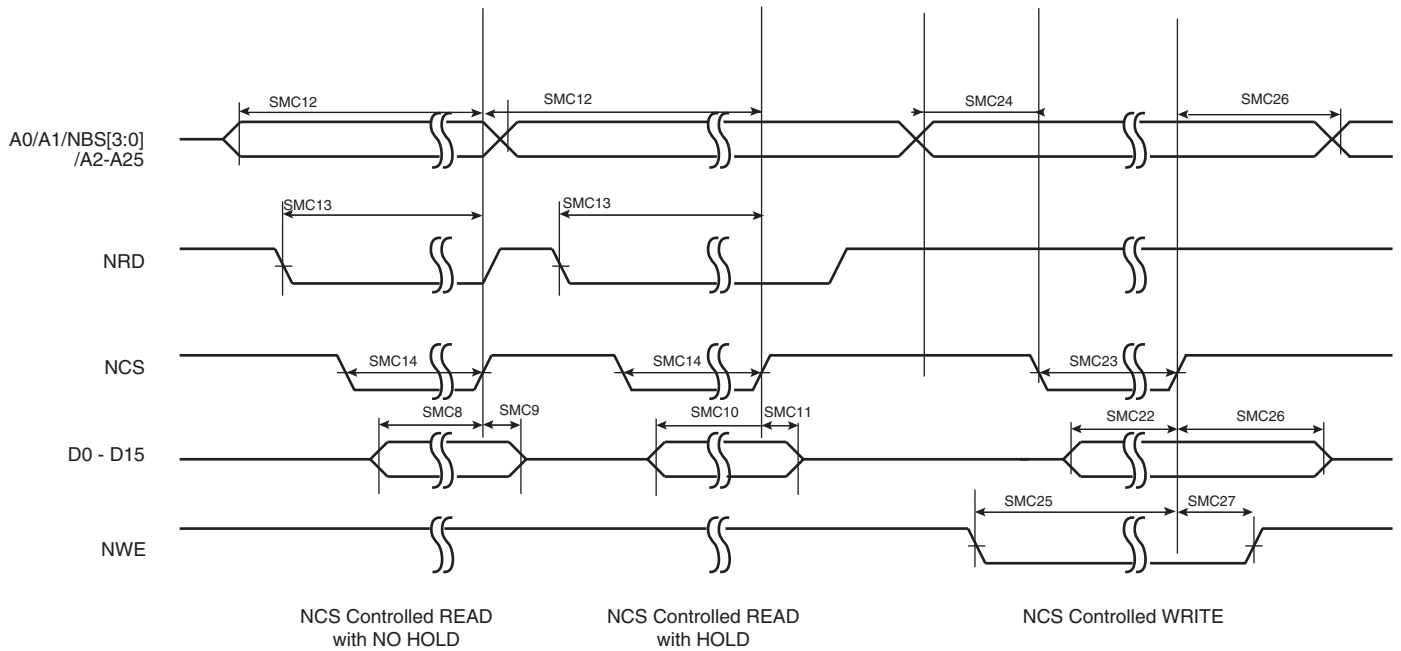 SMC12
SMC12
SMC24
SMC26
A0/A1/NBS[3:0]
/A2-A25
SMC13
SMC13
NRD
NCS
SMC14
SMC14
SMC23
SMC8
SMC9
SMC10
SMC11
SMC22
SMC26
D0 - D15
SMC25
SMC27
NWE
NCS Controlled READ
with NO HOLD
NCS Controlled READ
with HOLD
NCS Controlled WRITE